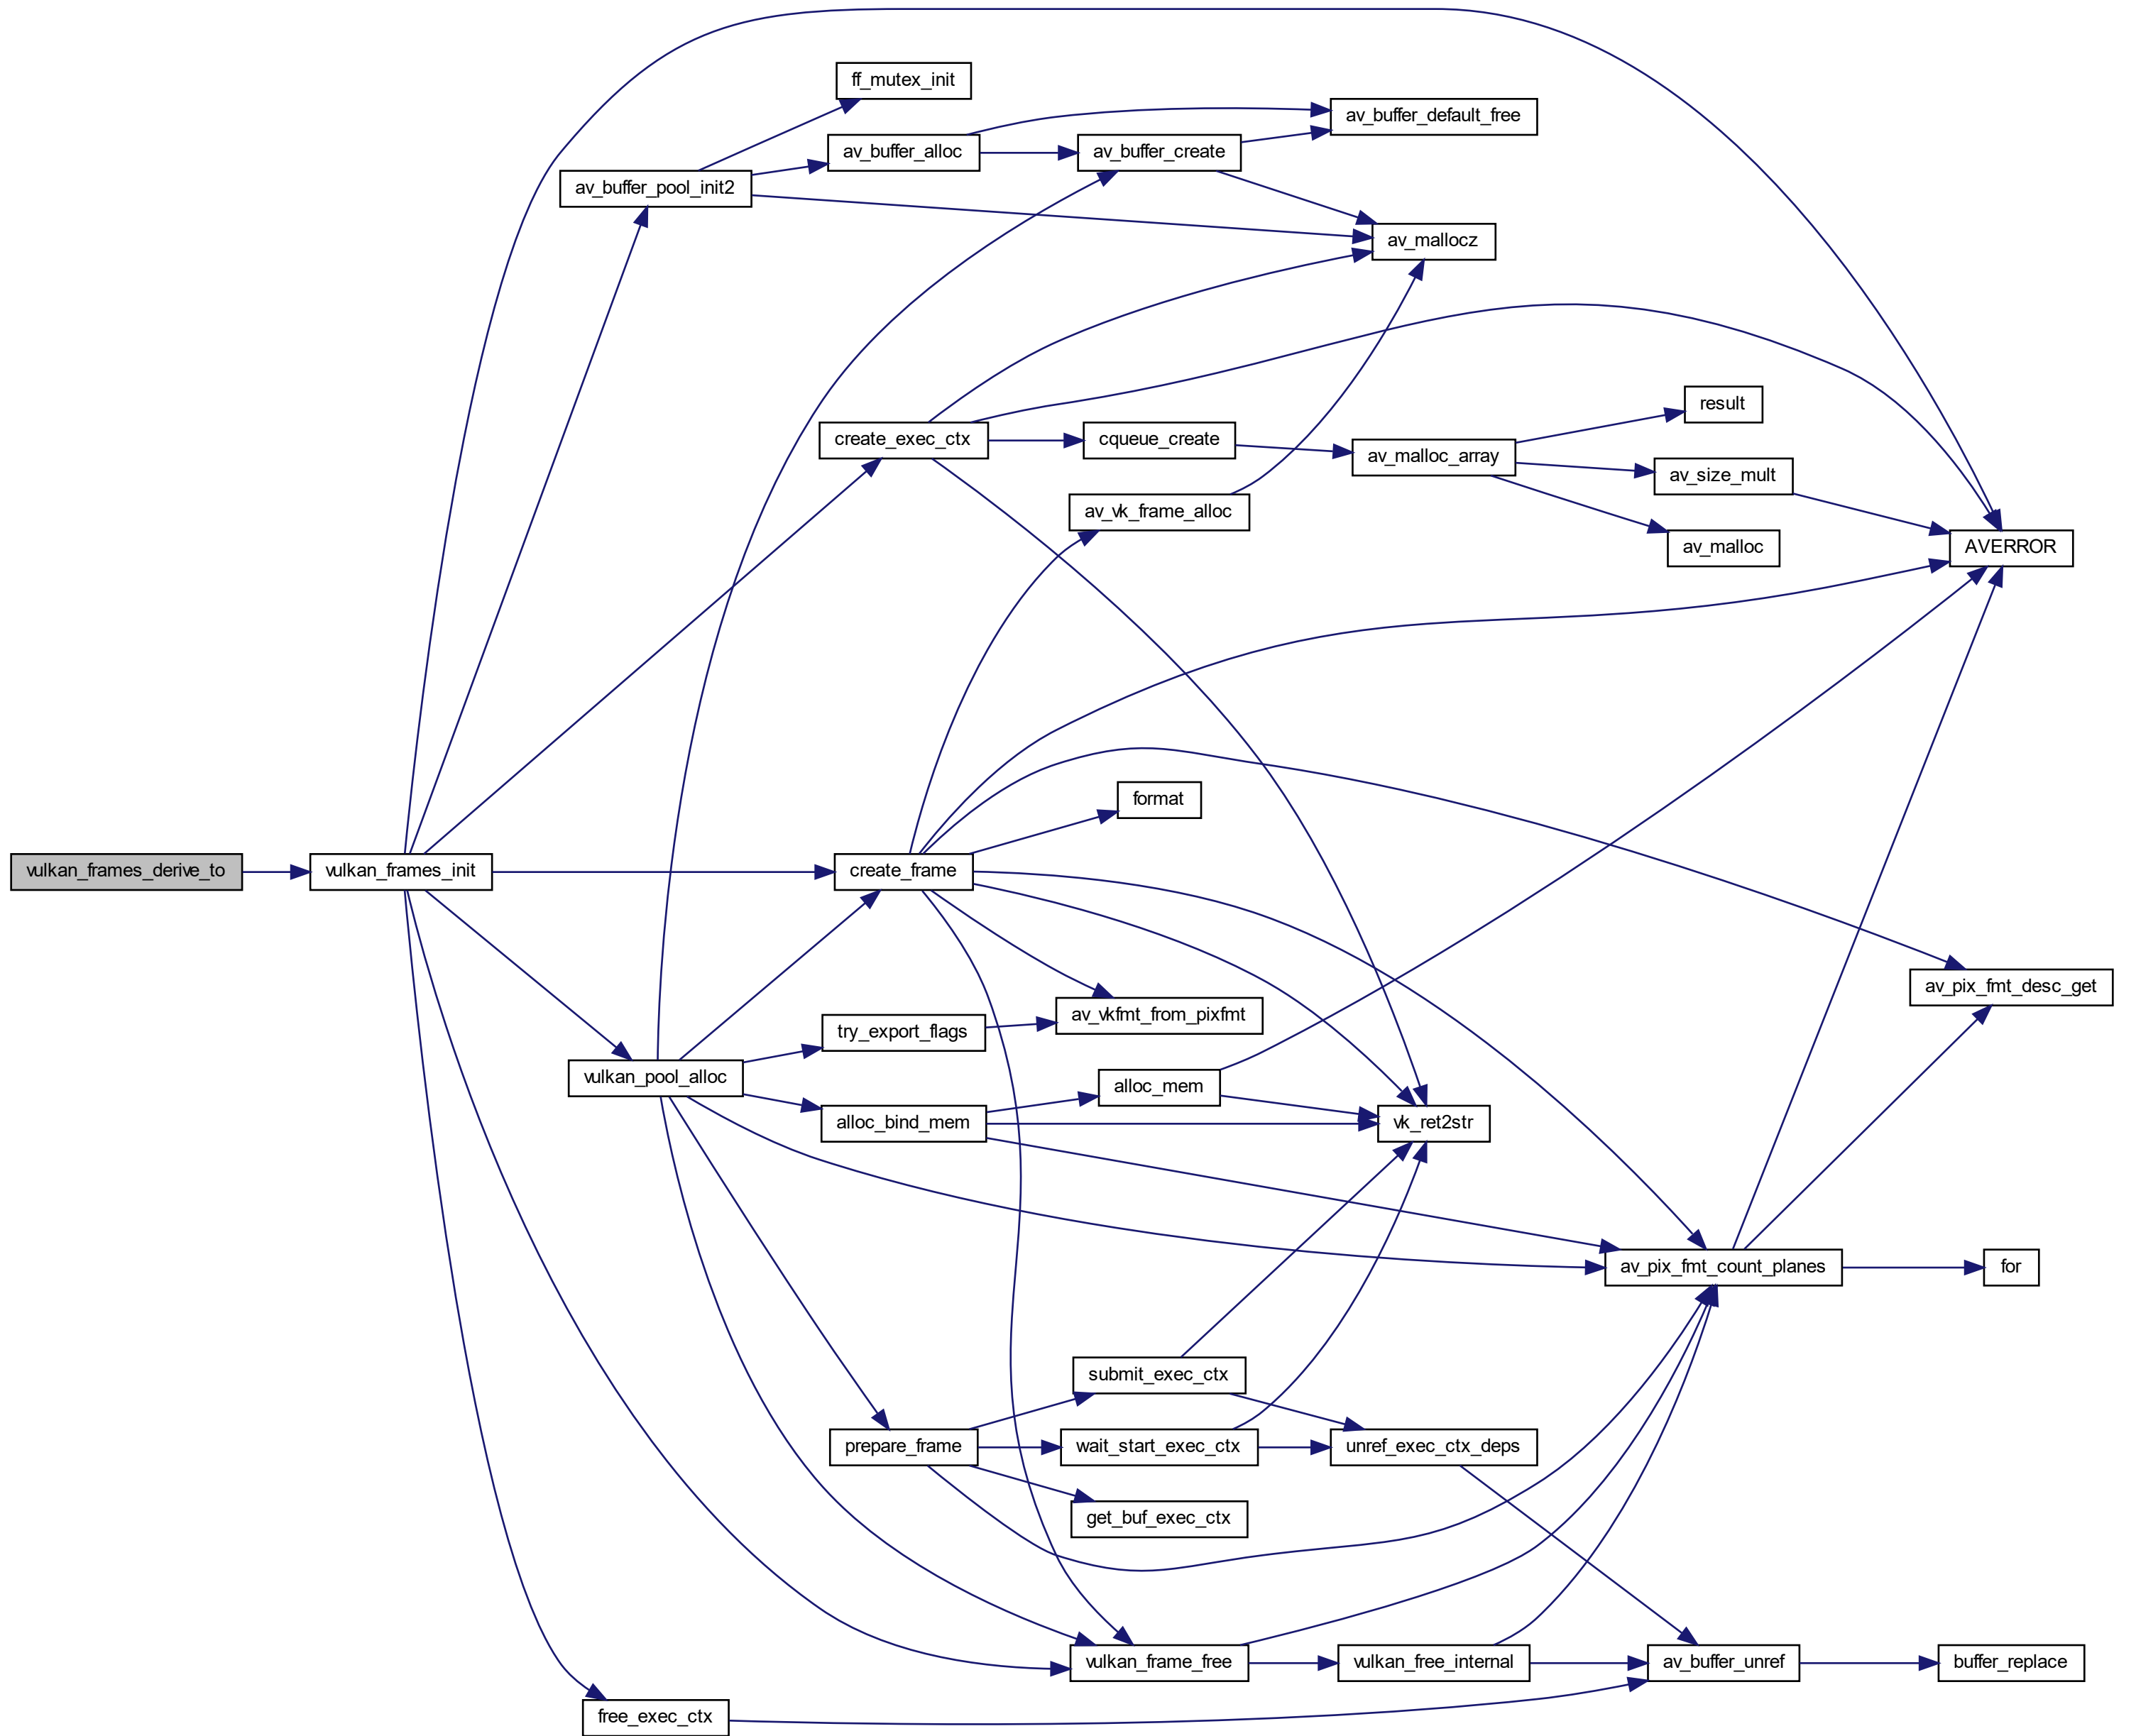 ff_mutex_init
av_buffer_default_free
av_buffer_alloc
av_buffer_create
av_buffer_pool_init2
av_mallocz
result
create_exec_ctx
cqueue_create
av_malloc_array
av_size_mult
av_vk_frame_alloc
av_malloc
AVERROR
format
vulkan_frames_derive_to
vulkan_frames_init
create_frame
av_pix_fmt_desc_get
av_vkfmt_from_pixfmt
try_export_flags
vulkan_pool_alloc
alloc_mem
alloc_bind_mem
vk_ret2str
av_pix_fmt_count_planes
for
submit_exec_ctx
prepare_frame
wait_start_exec_ctx
unref_exec_ctx_deps
get_buf_exec_ctx
vulkan_frame_free
vulkan_free_internal
av_buffer_unref
buffer_replace
free_exec_ctx